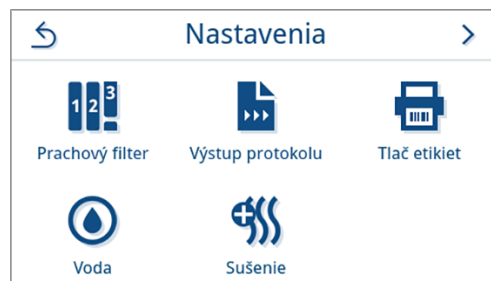 Nastavenia
1 2 3
Prachový filter Výstup protokolu Tlač etikiet
Voda Sušenie